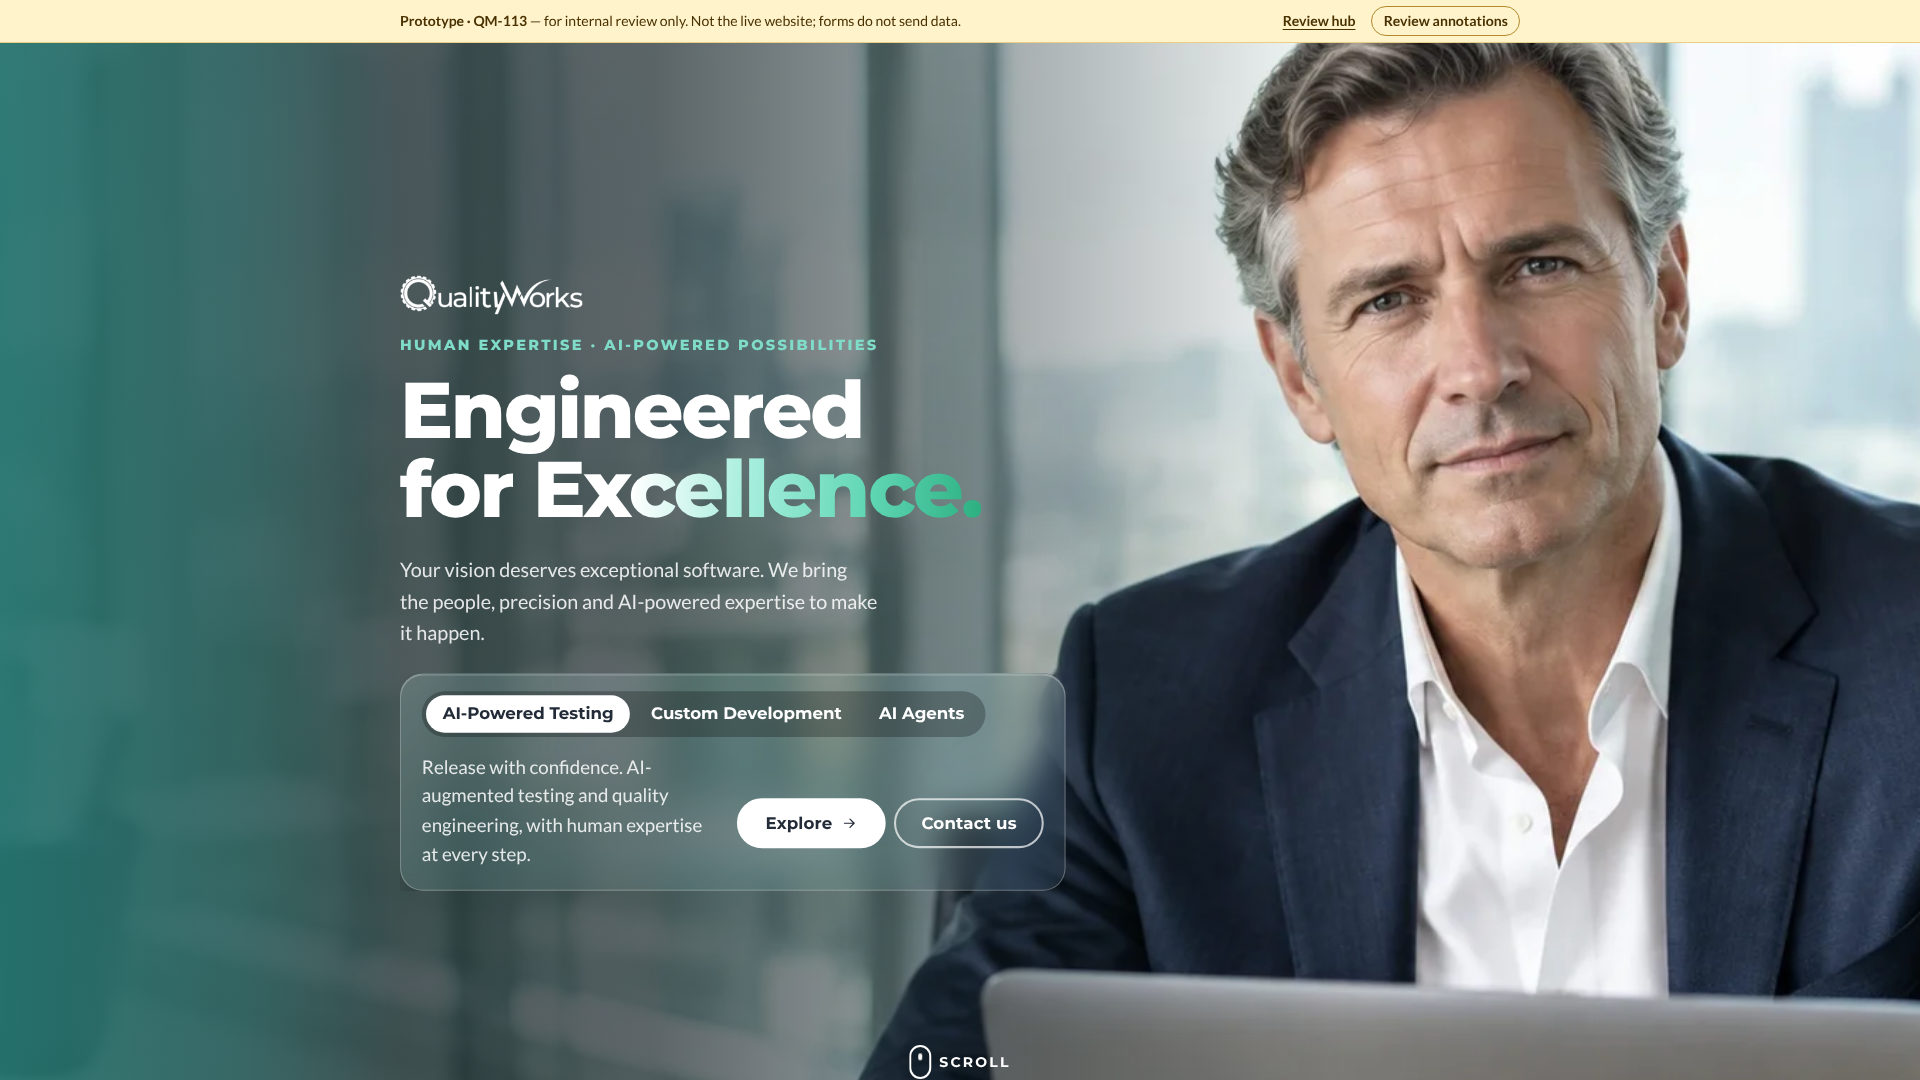 Prototype · QM-113 — for internal review only. Not the live website; forms do not send data.
Review hub
Review annotations
QualityWorks
HUMAN EXPERTISE · AI-POWERED POSSIBILITIES
Engineered
for Excellence.
Your vision deserves exceptional software. We bring
the people, precision and AI-powered expertise to make
it happen.
AI-Powered Testing
Custom Development
AI Agents
Release with confidence. AI-
augmented testing and quality
engineering, with human expertise
at every step.
Explore →
Contact us
SCROLL